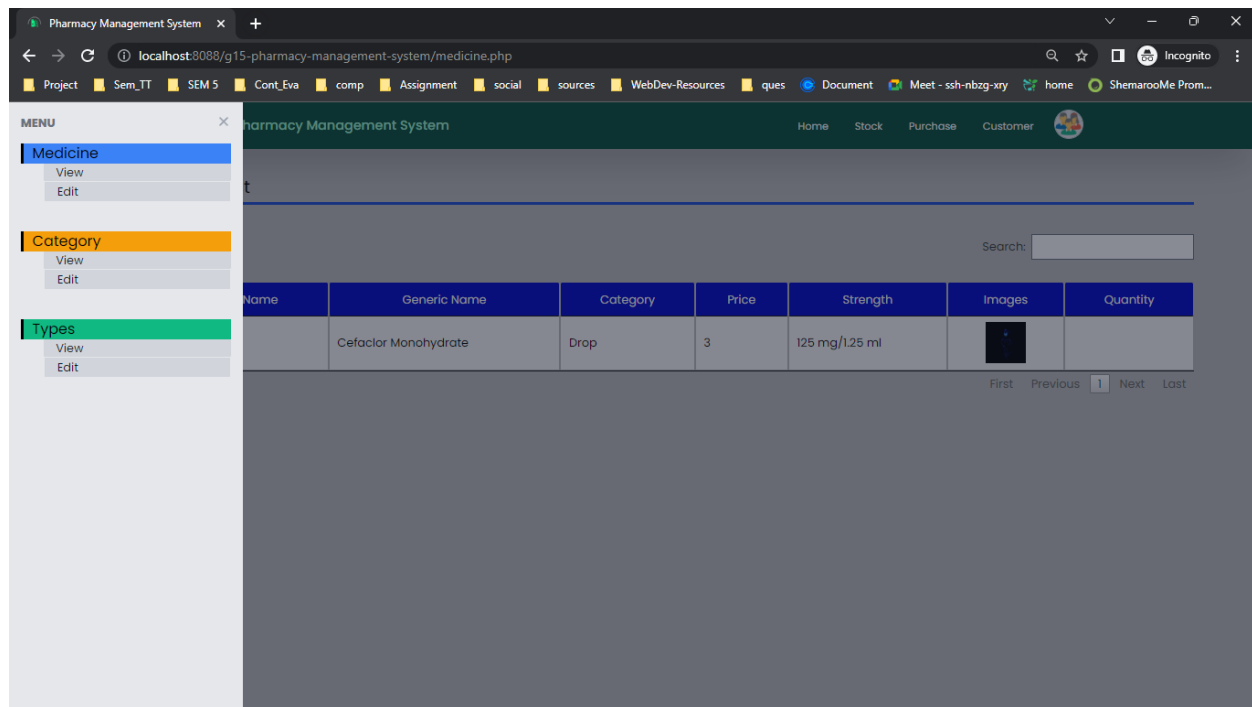 Pharmacy Management System
localhost:8088/g15-pharmacy-management-system/medicine.php
Incognito
Project Sem_TT SEM 5 Cont_Eva comp Assignment social sources WebDev-Resources ques Document Meet - ssh-nbzg-xry home ShemarooMe Prom...
MENU
harmacy Management System Home Stock Purchase Customer
Medicine
View
Edit
t
Category
View
Edit
Search:
Name Generic Name Category Price Strength Images Quantity
Types
View
Edit
Cefaclor Monohydrate Drop 3 125 mg/1.25 ml
First Previous 1 Next Last